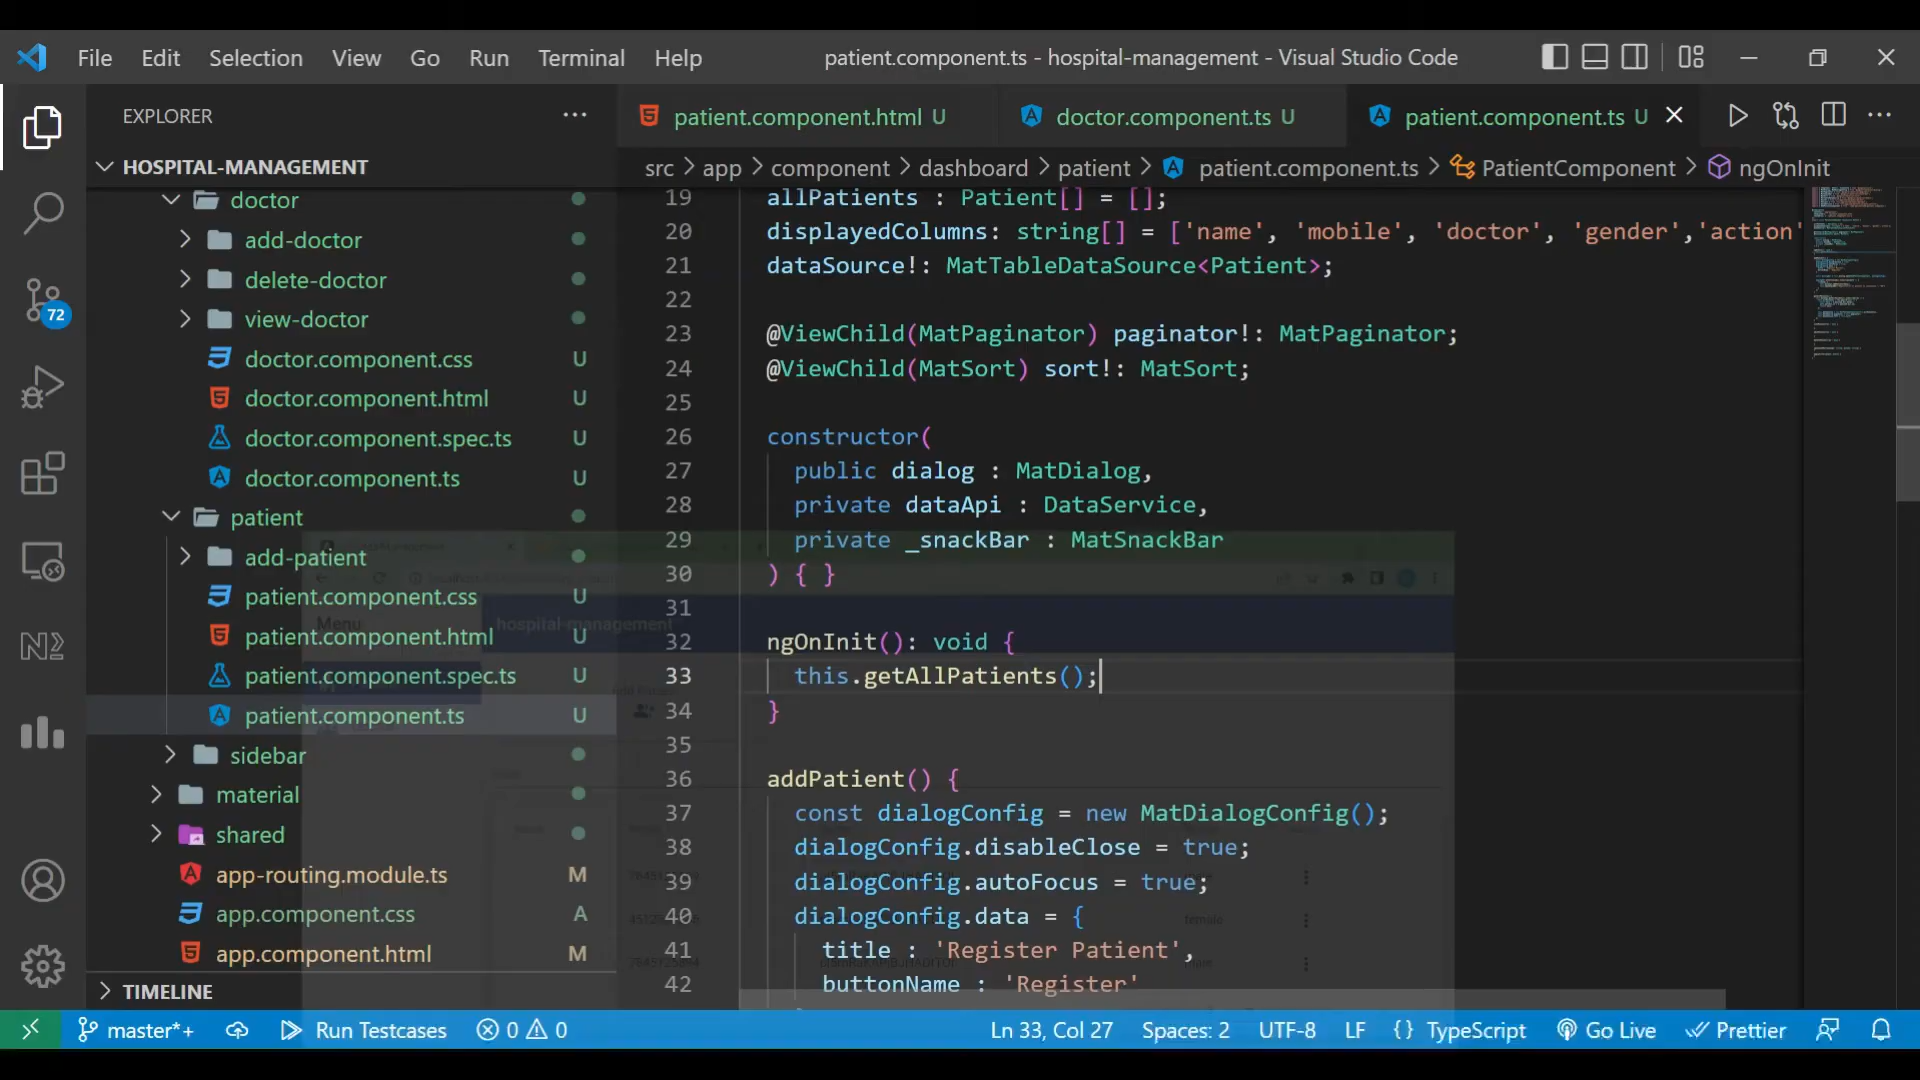 File Edit Selection View Go Run Terminal Help
patient.component.ts - hospital-management - Visual Studio Code
EXPLORER
patient.component.html U
doctor.component.ts U
patient.component.ts U
HOSPITAL-MANAGEMENT
src > app > component > dashboard > patient > patient.component.ts > PatientComponent > ngOnInit
doctor
add-doctor
delete-doctor
view-doctor
doctor.component.css U
doctor.component.html U
doctor.component.spec.ts U
doctor.component.ts U
patient
add-patient
patient.component.css U
patient.component.html U
patient.component.spec.ts U
patient.component.ts U
sidebar
material
shared
app-routing.module.ts M
app.component.css A
app.component.html M
TIMELINE
72
19 allPatients : Patient[] = [];
20 displayedColumns: string[] = ['name', 'mobile', 'doctor', 'gender','action'
21 dataSource!: MatTableDataSource<Patient>;
22
23 @ViewChild(MatPaginator) paginator!: MatPaginator;
24 @ViewChild(MatSort) sort!: MatSort;
25
26 constructor(
27 public dialog : MatDialog,
28 private dataApi : DataService,
29 private _snackBar : MatSnackBar
30 ) { }
31
32 ngOnInit(): void {
33 this.getAllPatients();
34 }
35
36 addPatient() {
37 const dialogConfig = new MatDialogConfig();
38 dialogConfig.disableClose = true;
39 dialogConfig.autoFocus = true;
40 dialogConfig.data = {
41 title : 'Register Patient',
42 buttonName : 'Register'
Menu
hospital-management
female
master*+ Run Testcases 0 0 Ln 33, Col 27 Spaces: 2 UTF-8 LF {} TypeScript Go Live Prettier